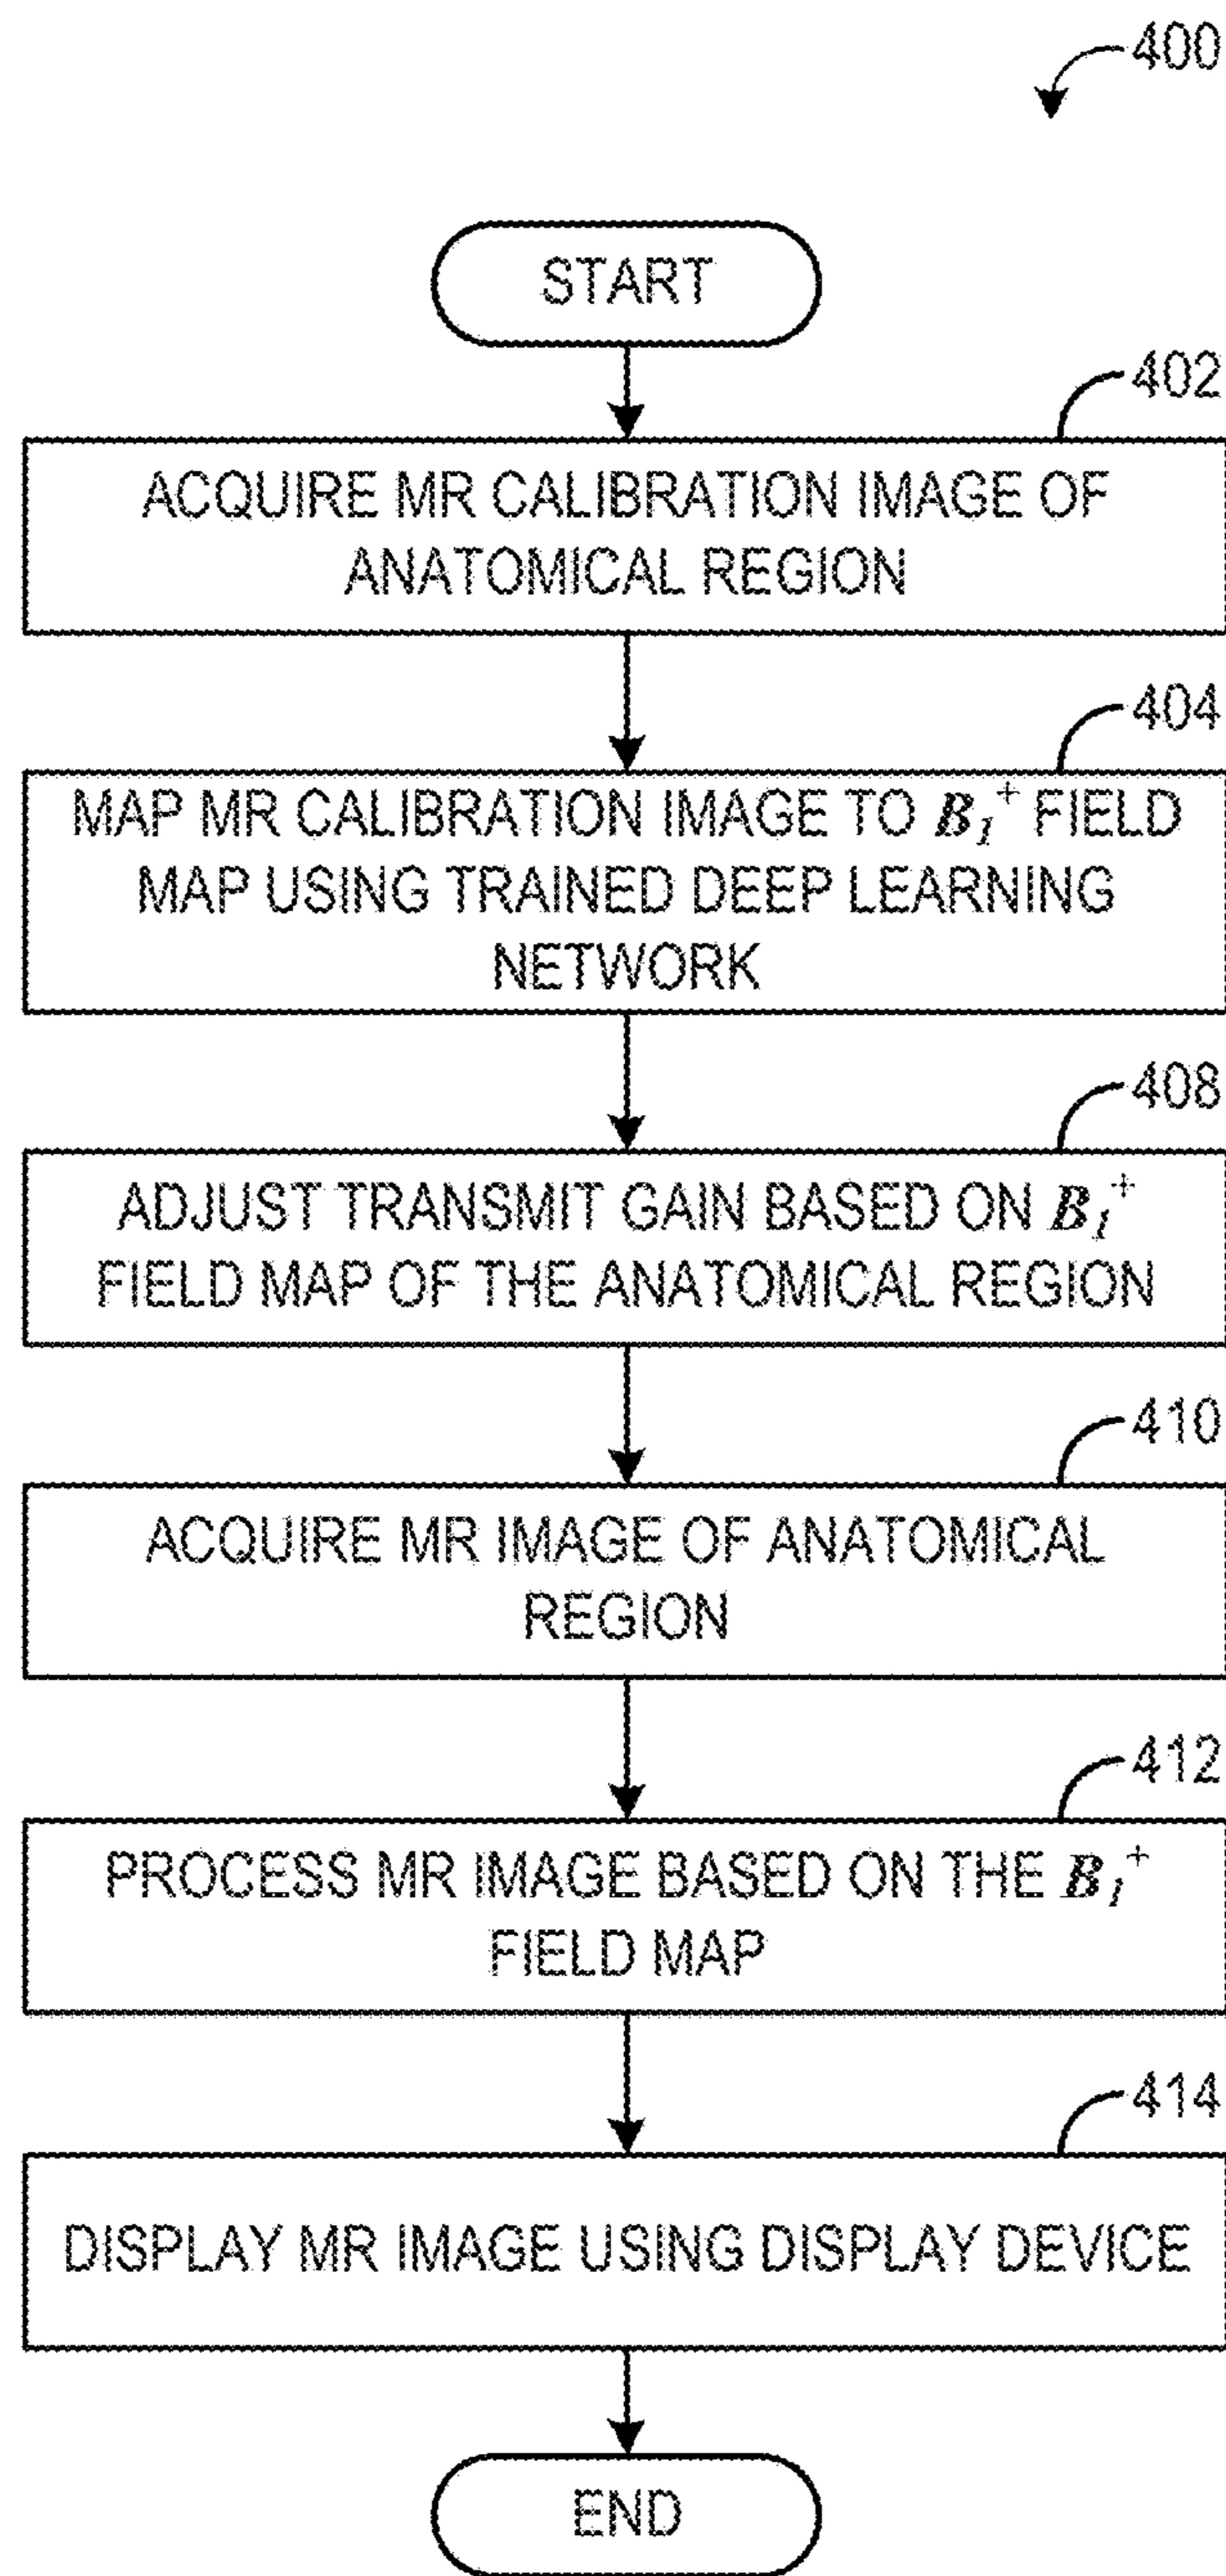 400
START
402
ACQUIRE MR CALIBRATION IMAGE OF
ANATOMICAL REGION
404
MAP MR CALIBRATION IMAGE TO B₁⁺ FIELD
MAP USING TRAINED DEEP LEARNING
NETWORK
408
ADJUST TRANSMIT GAIN BASED ON B₁⁺
FIELD MAP OF THE ANATOMICAL REGION
410
ACQUIRE MR IMAGE OF ANATOMICAL
REGION
412
PROCESS MR IMAGE BASED ON THE B₁⁺
FIELD MAP
414
DISPLAY MR IMAGE USING DISPLAY DEVICE
END